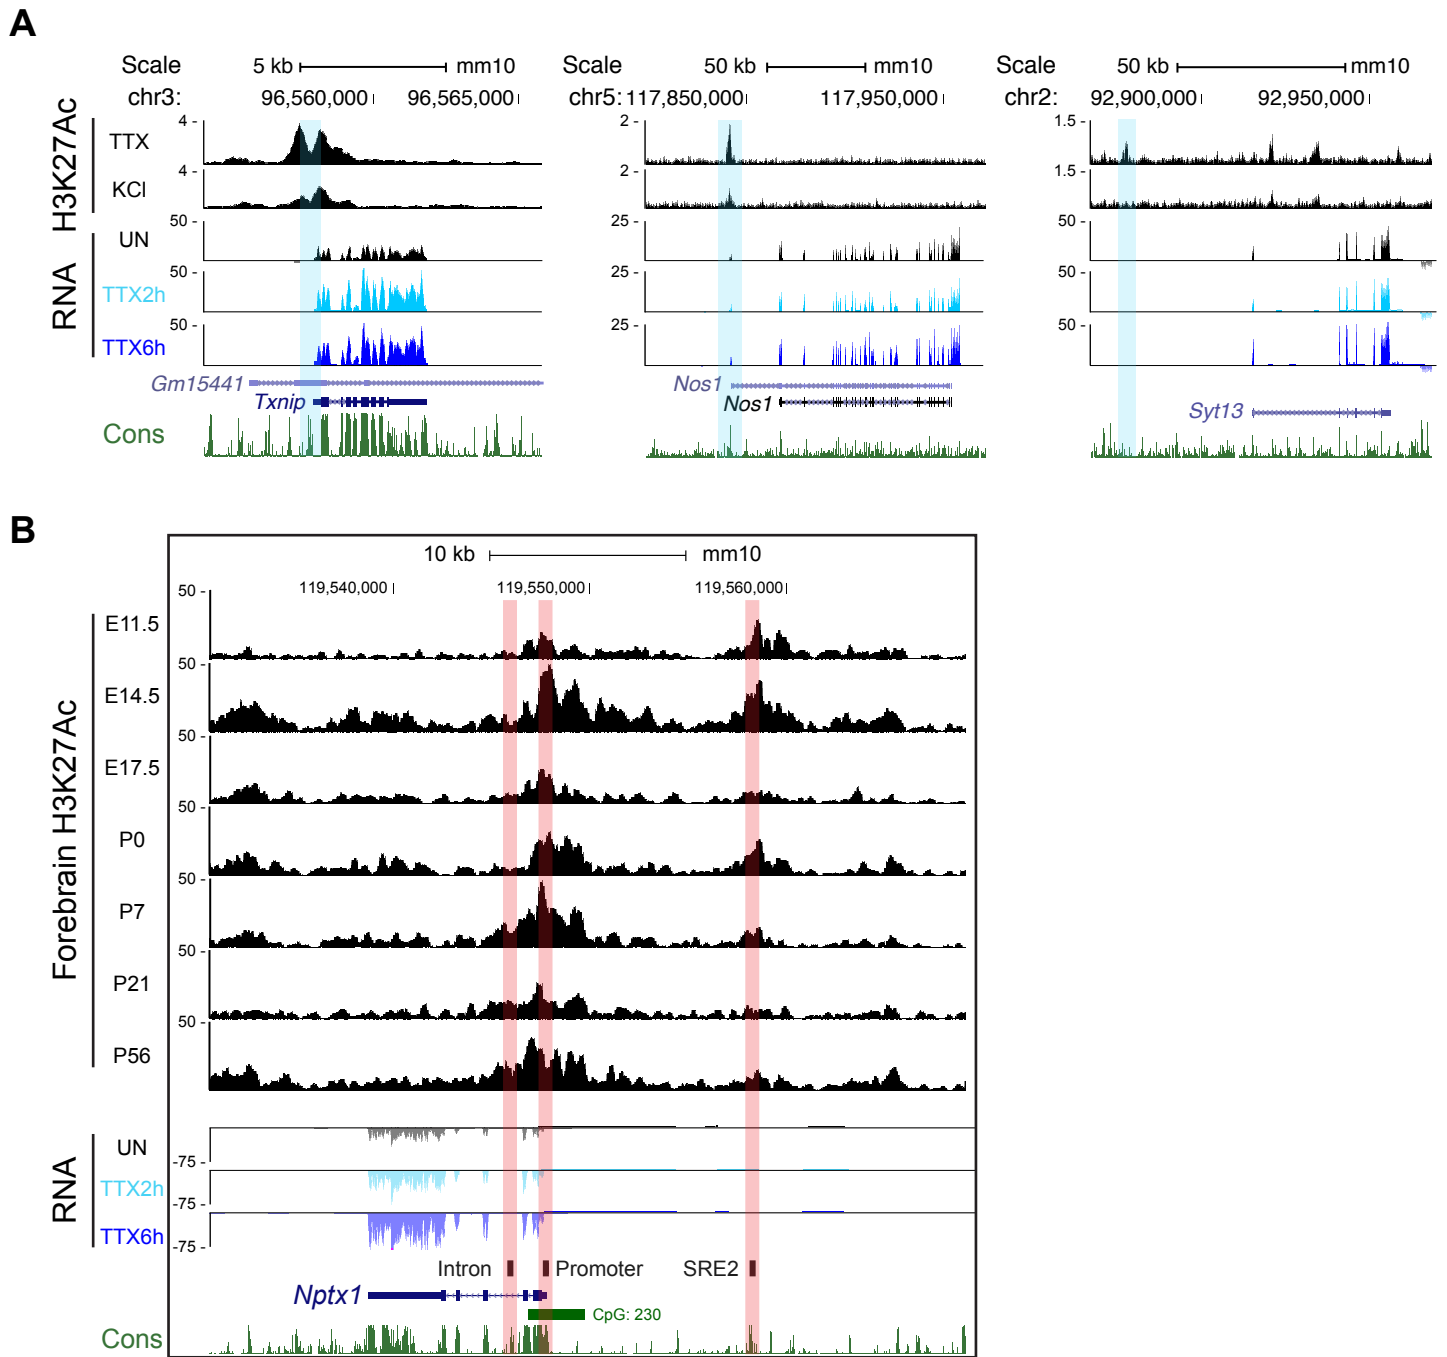 A
Scale 5 kb mm10 Scale 50 kb mm10 Scale 50 kb mm10
chr3: 96,560,000 96,565,000 chr5: 117,850,000 117,950,000 chr2: 92,900,000 92,950,000
H3K27Ac
4 - 2 - 1.5 -
TTX
4 - 2 - 1.5 -
KCl
RNA
50 - 25 - 50 -
UN
50 - 25 - 50 -
TTX2h
50 - 25 - 50 -
TTX6h
Gm15441 Nos1
Txnip Nos1 Syt13
Cons
B
10 kb mm10
119,540,000 119,550,000 119,560,000
Forebrain H3K27Ac
50 -
E11.5
50 -
E14.5
50 -
E17.5
50 -
P0
50 -
P7
50 -
P21
50 -
P56
RNA
UN
-75 -
TTX2h
-75 -
TTX6h
-75 -
Intron Promoter SRE2
Nptx1
CpG: 230
Cons